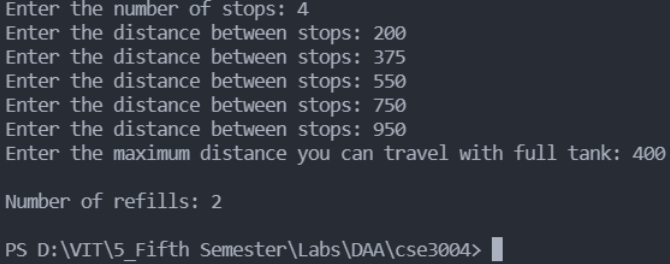 Enter the number of stops: 4
Enter the distance between stops: 200
Enter the distance between stops: 375
Enter the distance between stops: 550
Enter the distance between stops: 750
Enter the distance between stops: 950
Enter the maximum distance you can travel with full tank: 400
Number of refills: 2
PS D:\VIT\5_Fifth Semester\Labs\DAA\cse3004>